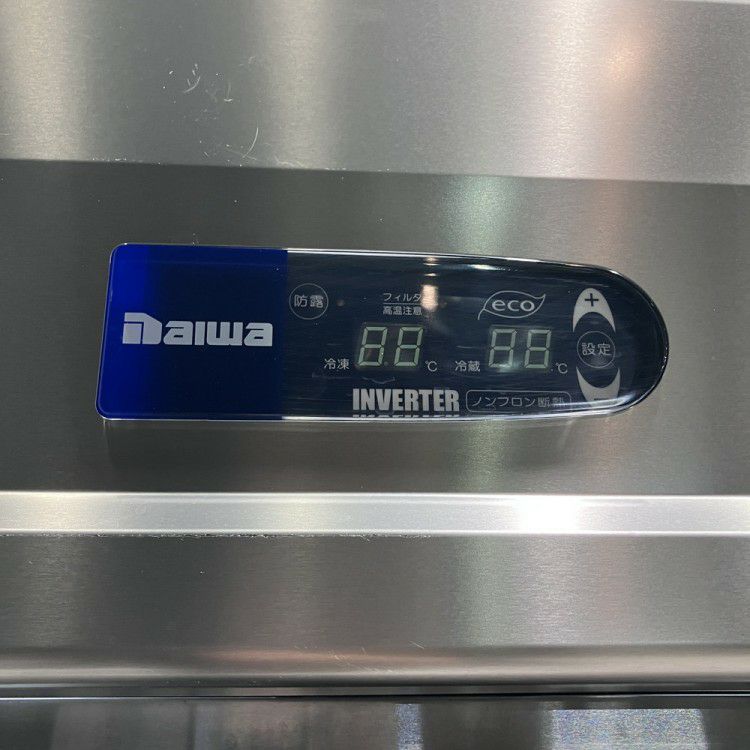 Daiwa
防露
フィルタ
高温注意
eco
冷凍 88 ℃
冷蔵 88 ℃
+
設定
−
INVERTER
ノンフロン断熱